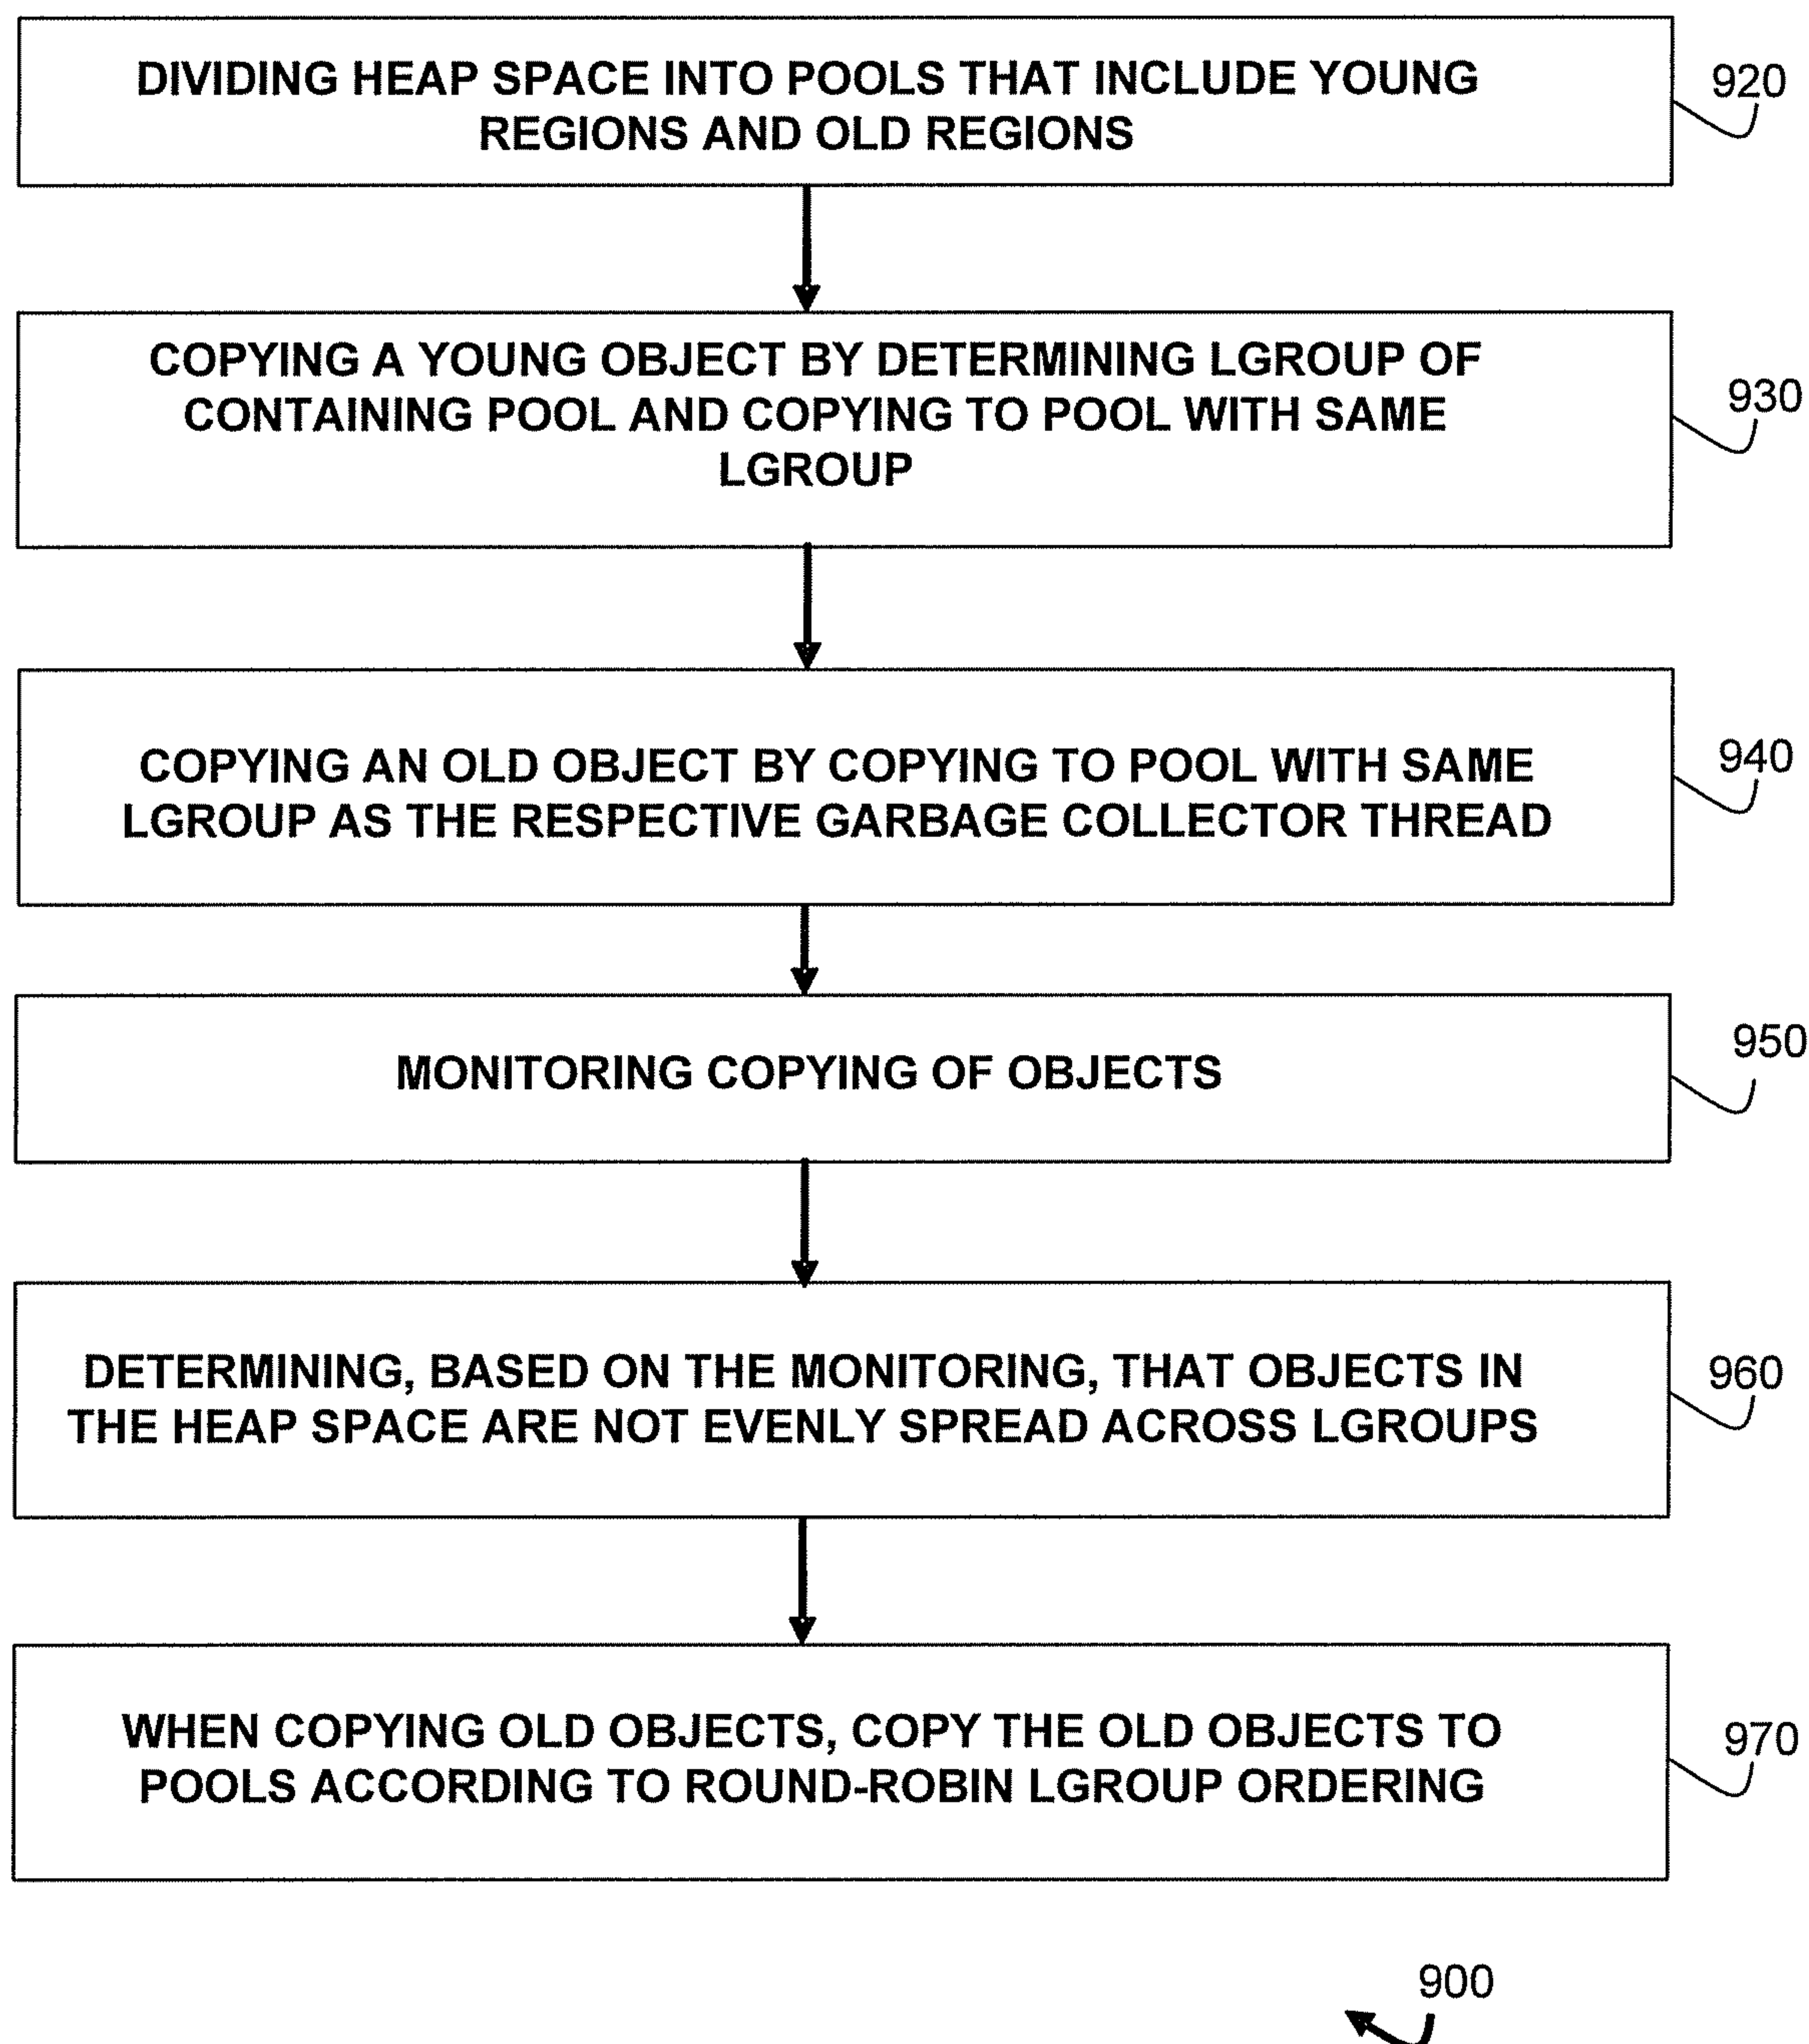 DIVIDING HEAP SPACE INTO POOLS THAT INCLUDE YOUNG
REGIONS AND OLD REGIONS
920
COPYING A YOUNG OBJECT BY DETERMINING LGROUP OF
CONTAINING POOL AND COPYING TO POOL WITH SAME
LGROUP
930
COPYING AN OLD OBJECT BY COPYING TO POOL WITH SAME
LGROUP AS THE RESPECTIVE GARBAGE COLLECTOR THREAD
940
MONITORING COPYING OF OBJECTS
950
DETERMINING, BASED ON THE MONITORING, THAT OBJECTS IN
THE HEAP SPACE ARE NOT EVENLY SPREAD ACROSS LGROUPS
960
WHEN COPYING OLD OBJECTS, COPY THE OLD OBJECTS TO
POOLS ACCORDING TO ROUND-ROBIN LGROUP ORDERING
970
900